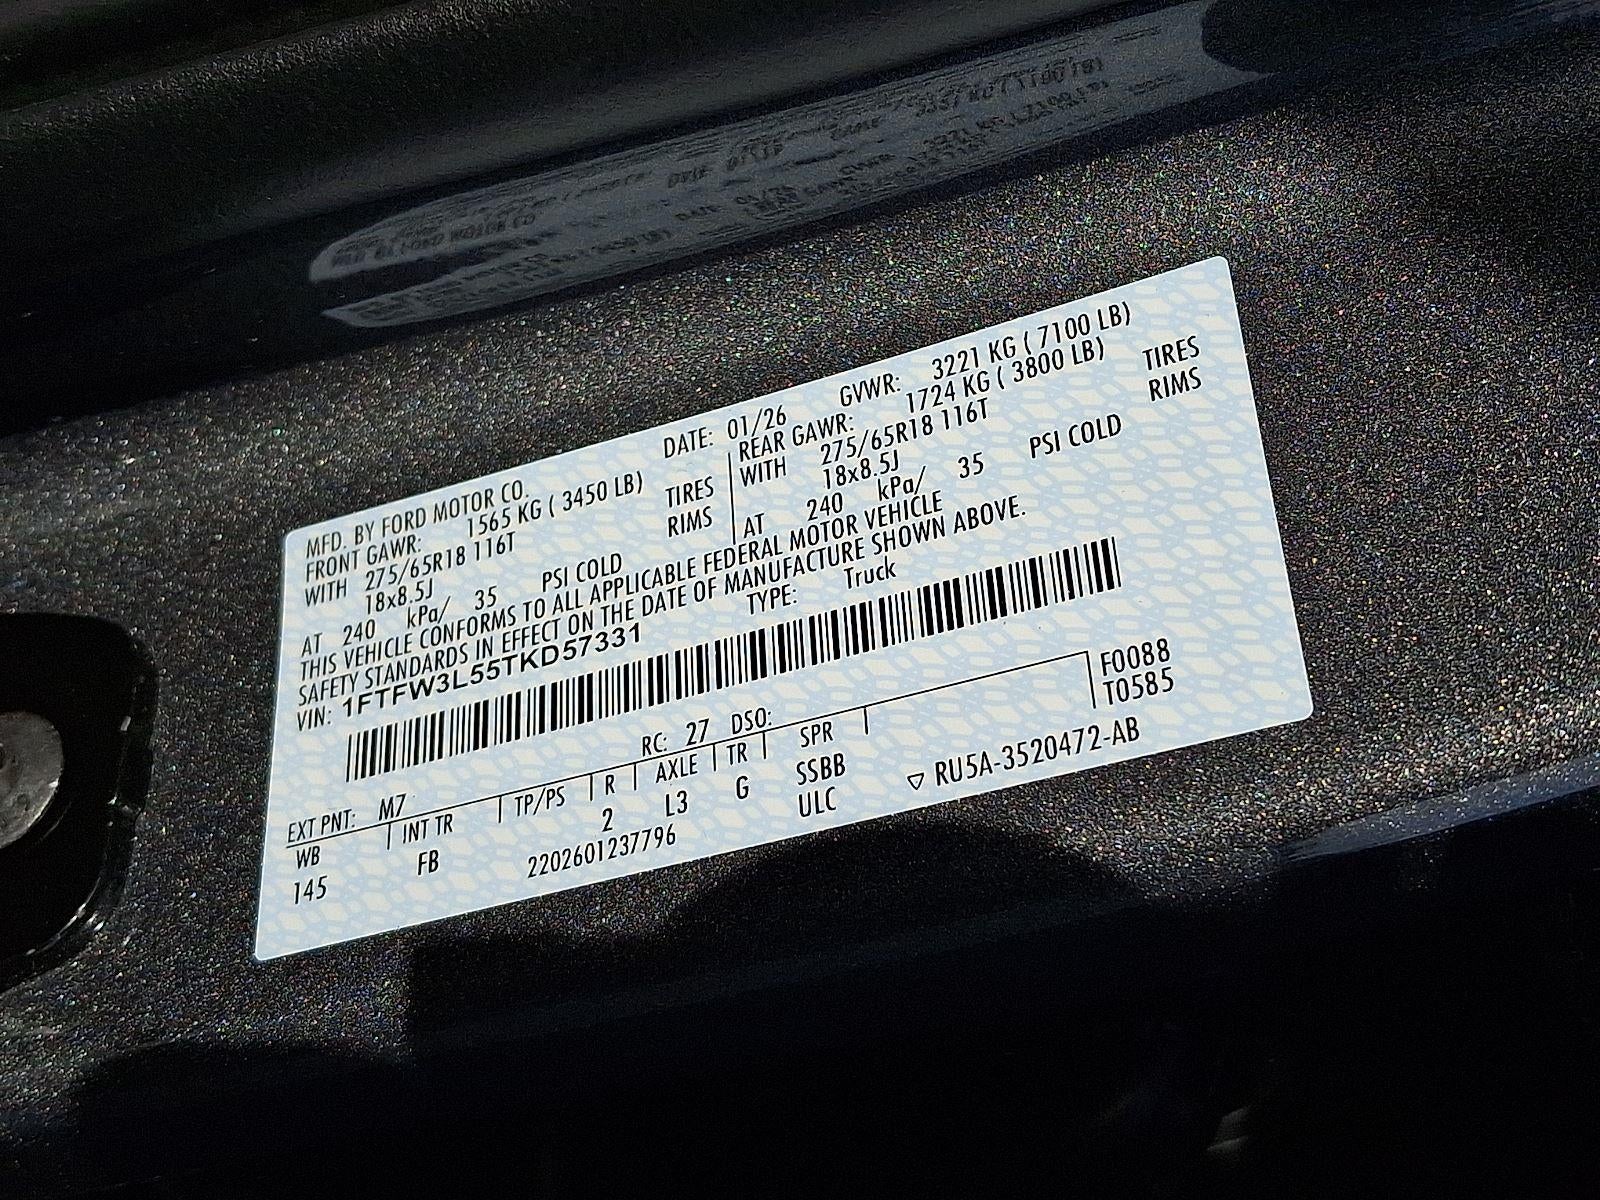 MFD. BY FORD MOTOR CO. DATE: 01/26 GVWR: 3221 KG ( 7100 LB)
FRONT GAWR: 1565 KG ( 3450 LB) REAR GAWR: 1724 KG ( 3800 LB)
WITH 275/65R18 116T TIRES WITH 275/65R18 116T TIRES
18x8.5J RIMS 18x8.5J RIMS
AT 240 kPa/ 35 PSI COLD AT 240 kPa/ 35 PSI COLD
THIS VEHICLE CONFORMS TO ALL APPLICABLE FEDERAL MOTOR VEHICLE
SAFETY STANDARDS IN EFFECT ON THE DATE OF MANUFACTURE SHOWN ABOVE.
VIN: 1FTFW3L55TKD57331 TYPE: Truck
F0088
T0585
EXT PNT: M7 RC: 27 DSO:
WB INT TR TP/PS R AXLE TR SPR
145 FB 2 L3 G SSBB
2202601237796 ULC
▽ RU5A-3520472-AB